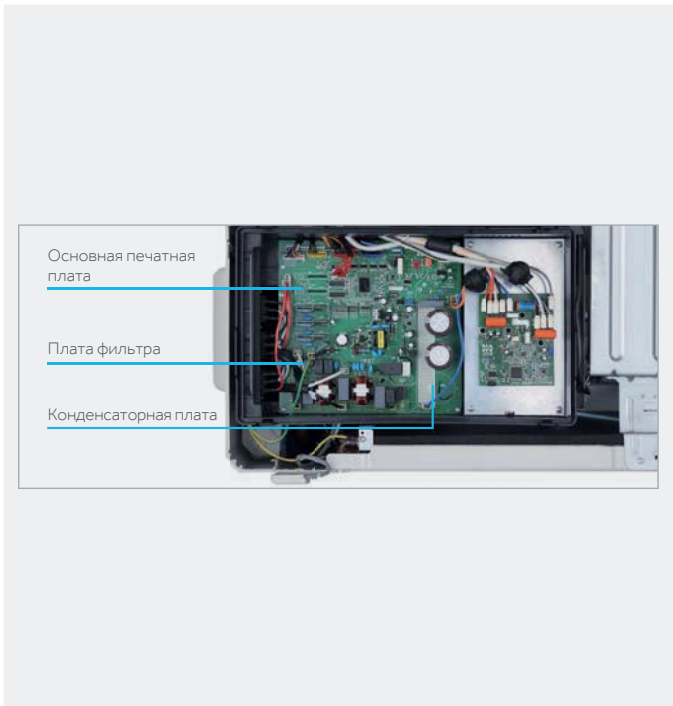 Основная печатная
плата
Плата фильтра
Конденсаторная плата